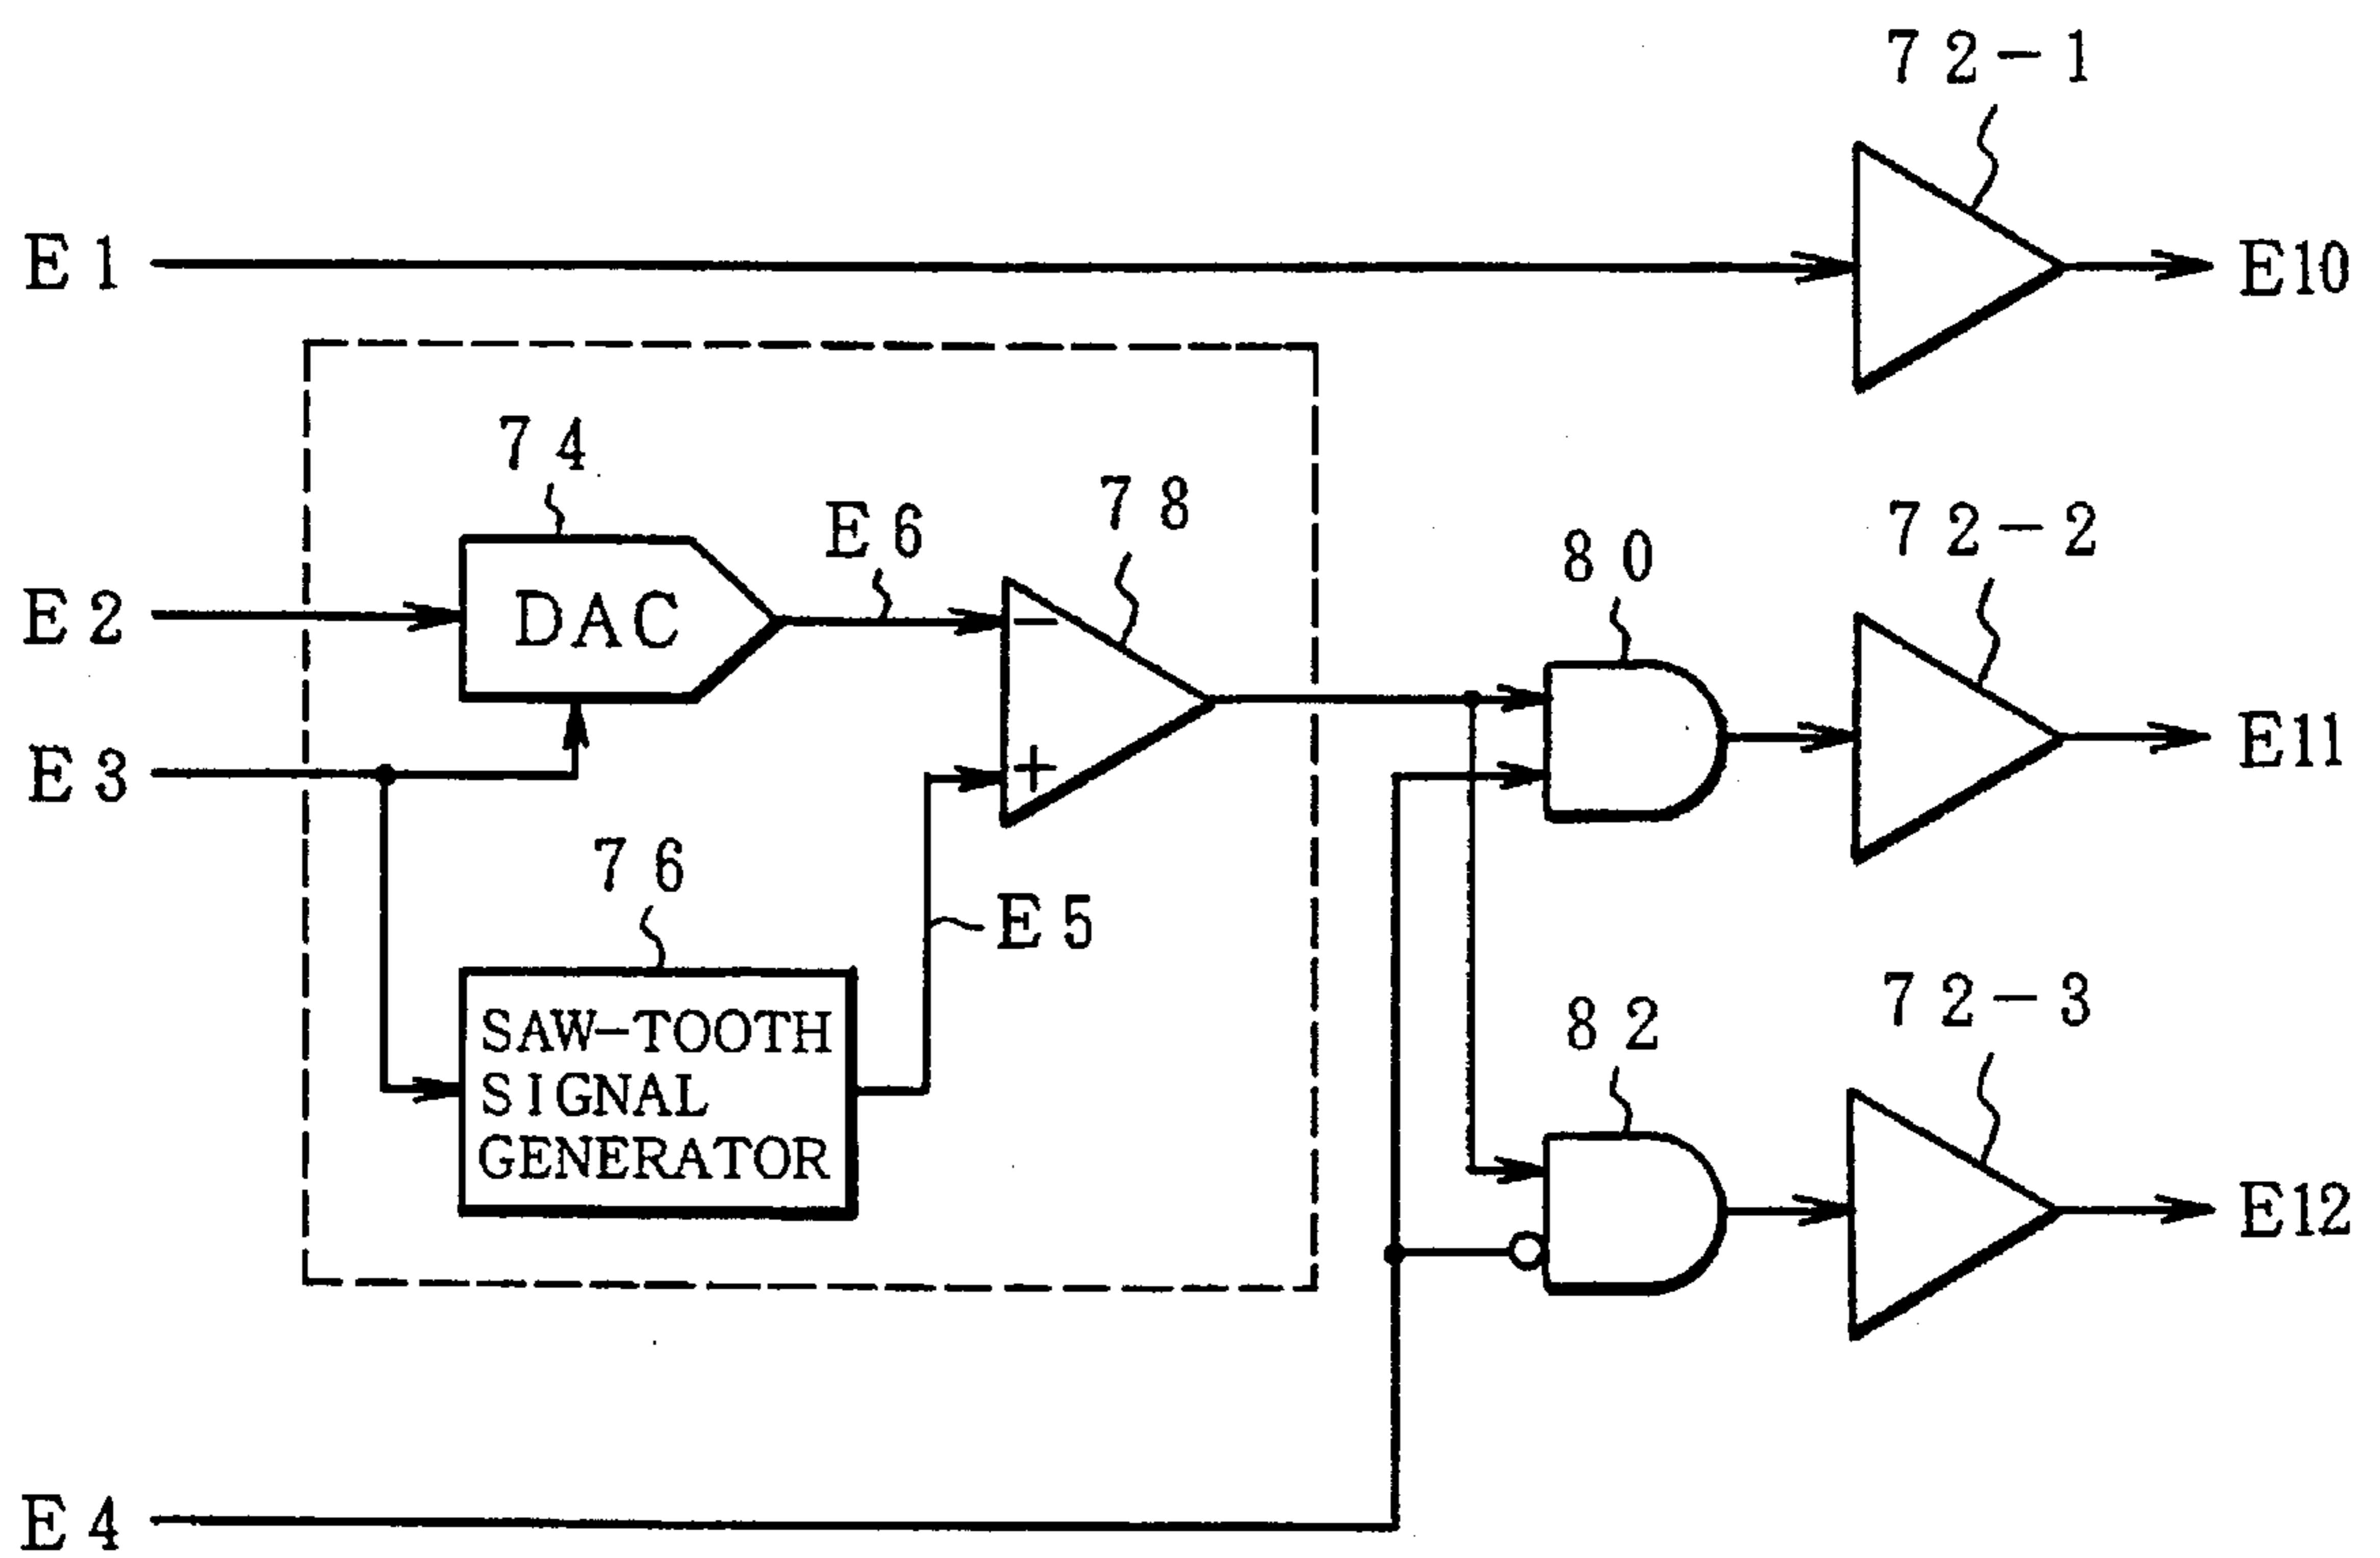 72-1
E1
E10
74
E6
78
80
72-2
E2
DAC
−
E3
+
E11
76
E5
SAW-TOOTH
SIGNAL
GENERATOR
82
72-3
E12
E4